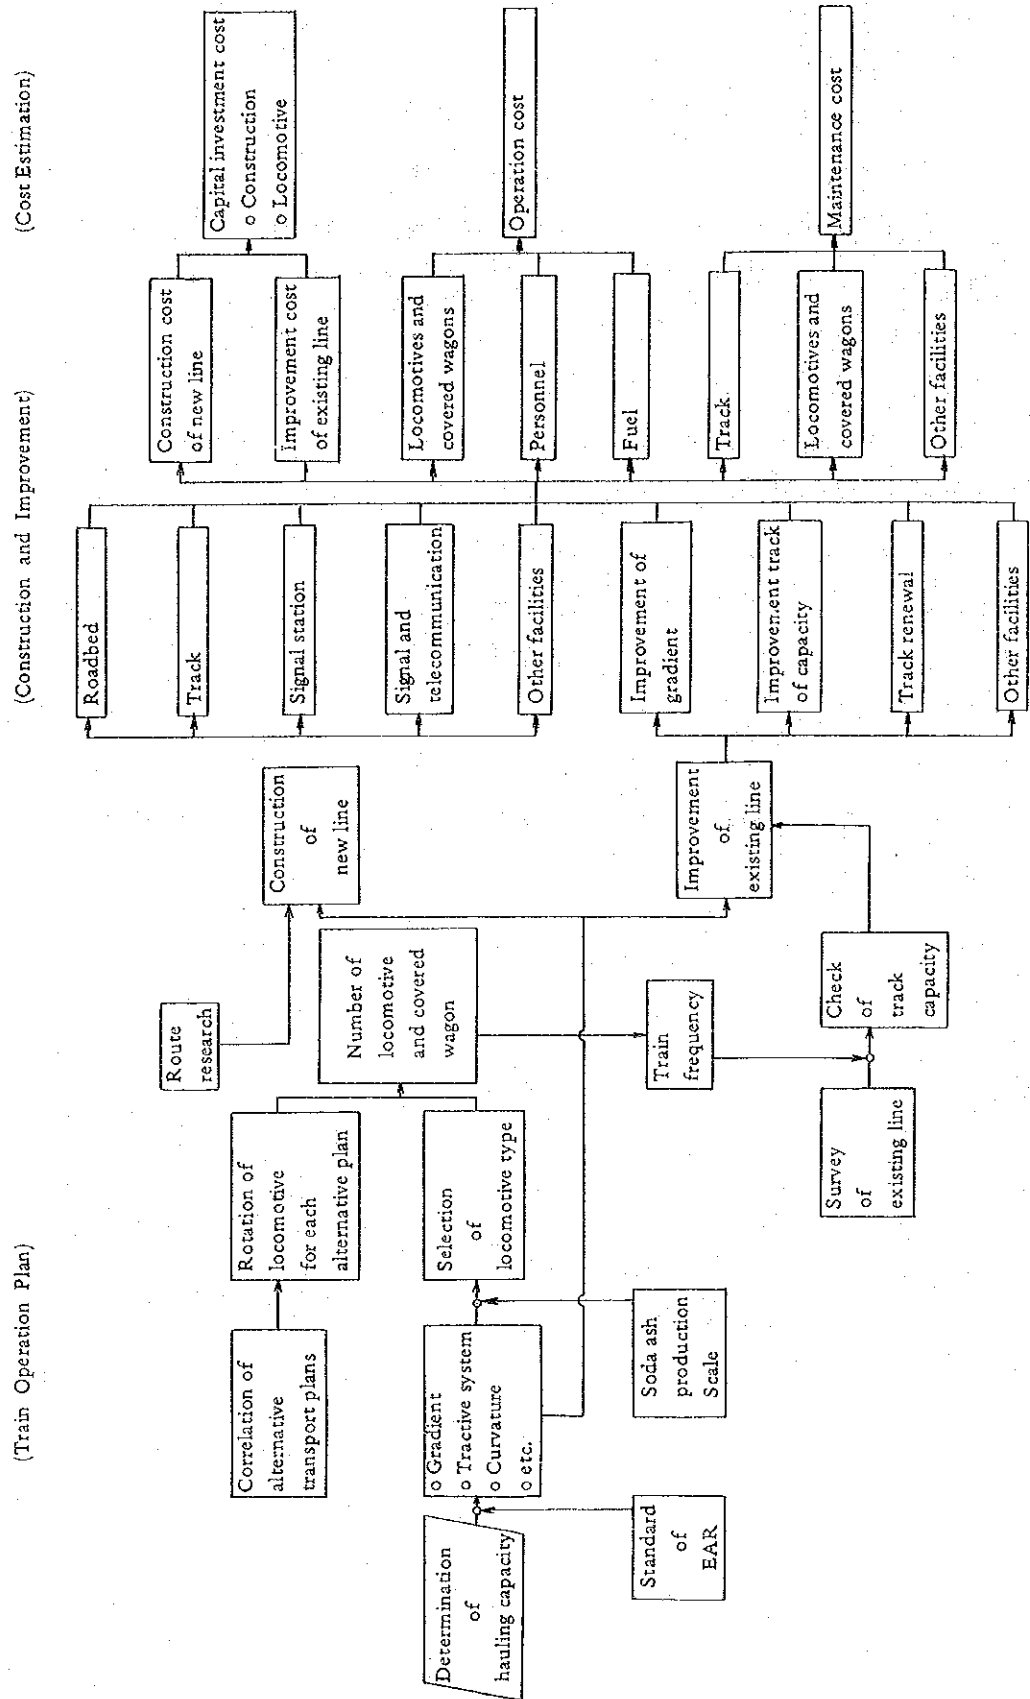 (Train Operation Plan)
(Construction and Improvement)
(Cost Estimation)
Determination
of
hauling capacity
Standard
of
EAR
Correlation of
alternative
transport plans
o Gradient
o Tractive system
o Curvature
o etc.
Soda ash
production
Scale
Rotation of
locomotive
for each
alternative plan
Selection
of
locomotive type
Survey
of
existing line
Route
research
Number of
locomotive
and covered
wagon
Train
frequency
Check
of
track
capacity
Construction
of
new line
Improvement
of
existing line
Roadbed
Track
Signal station
Signal and
telecommunication
Other facilities
Improvement of
gradient
Improvement track
of capacity
Track renewal
Other facilities
Construction cost
of new line
Improvement cost
of existing line
Locomotives and
covered wagons
Personnel
Fuel
Track.
Locomotives and
covered wagons
Other facilities
Capital investment cost
o Construction
o Locomotive
Operation cost
Maintenance cost